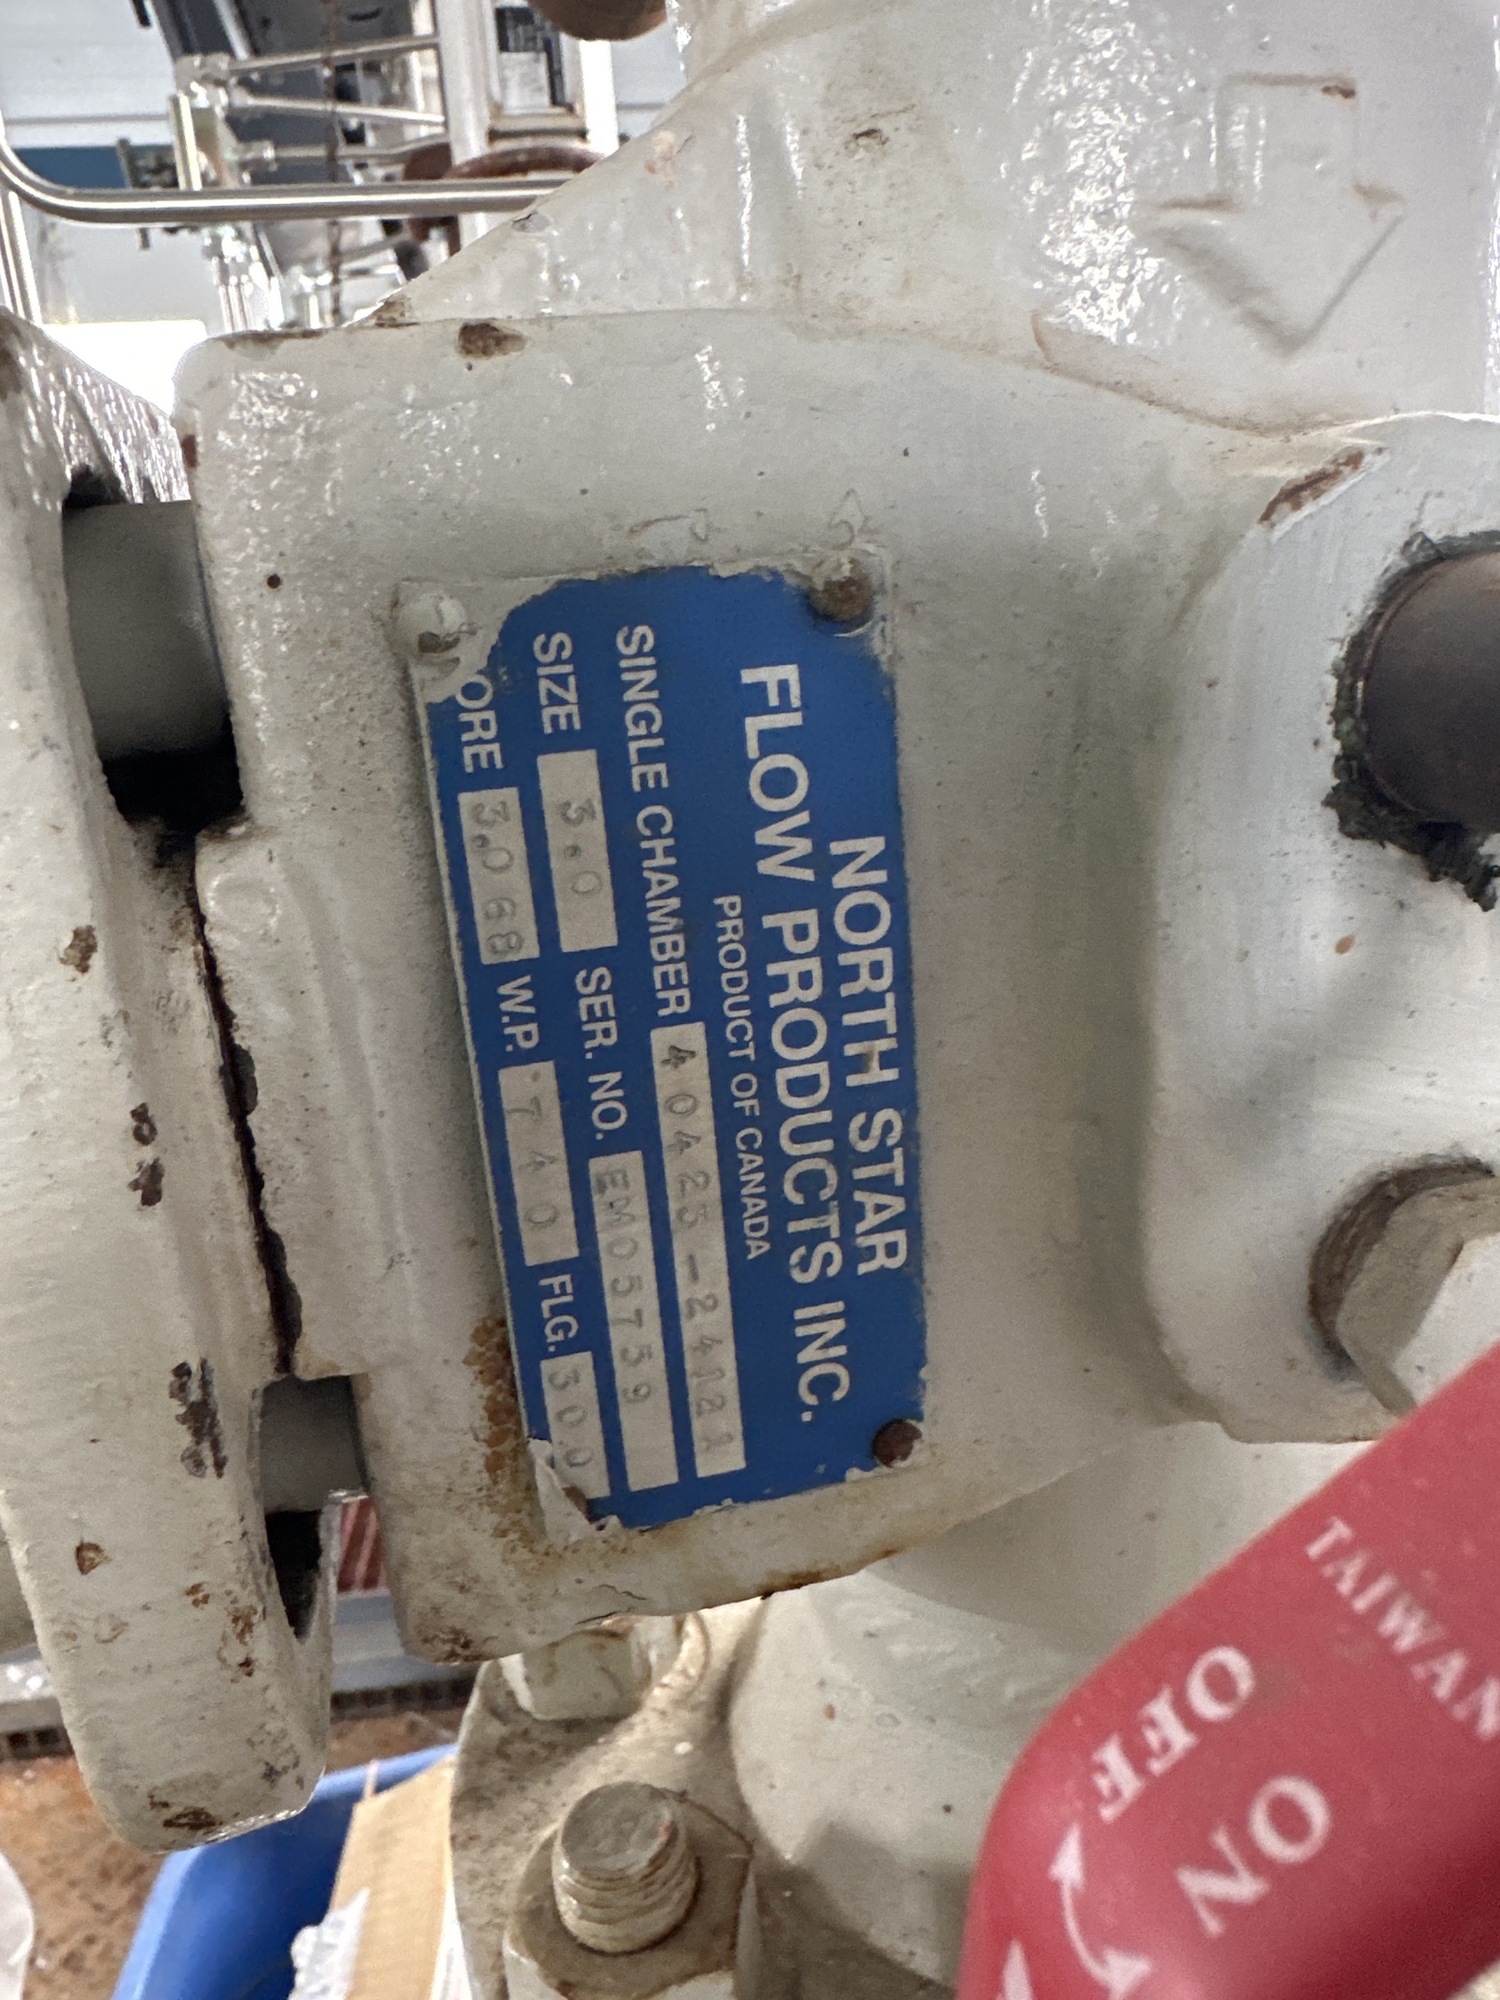 NORTH STAR
FLOW PRODUCTS INC.
PRODUCT OF CANADA
SINGLE CHAMBER 40423-24121
SIZE 3.0 SER. NO. EM05759
ORE 3.068 W.P. 740 FLG. 300
TAIWAN
OFF
ON